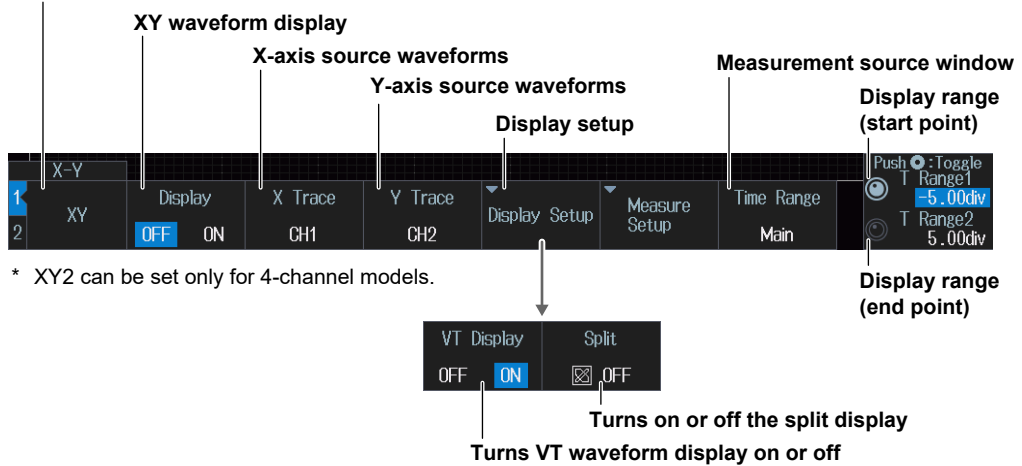 XY waveform display
X-axis source waveforms
Measurement source window
Y-axis source waveforms
Display range
(start point)
Display setup
X-Y
Push :Toggle
1
2
XY
Display
OFF ON
X Trace
CH1
Y Trace
CH2
Display Setup
Measure
Setup
Time Range
Main
T Range1
-5.00div
T Range2
5.00div
* XY2 can be set only for 4-channel models.
Display range
(end point)
VT Display
OFF ON
Split
OFF
Turns on or off the split display
Turns VT waveform display on or off